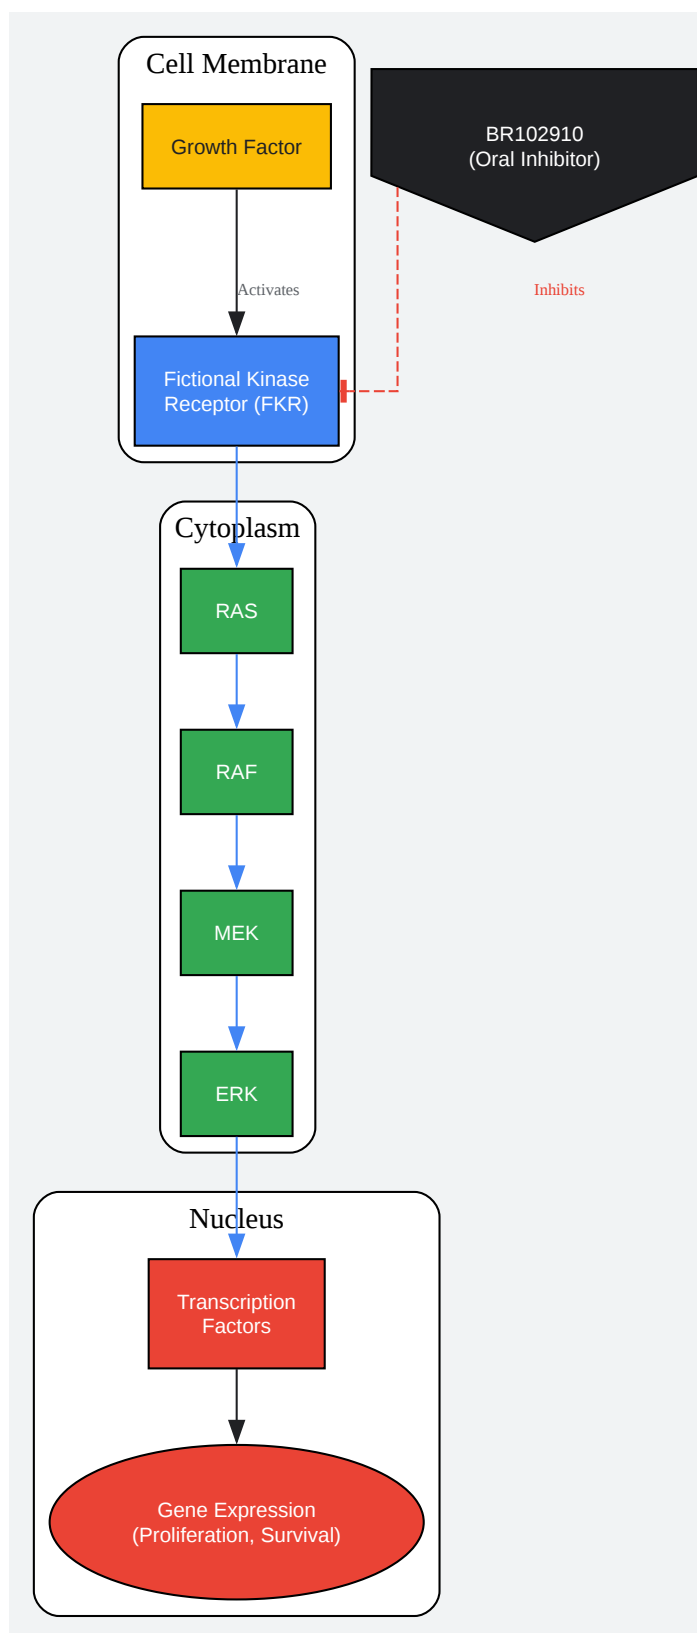 Cell Membrane
Growth Factor
BR102910
(Oral Inhibitor)
Activates
Inhibits
Fictional Kinase
Receptor (FKR)
Cytoplasm
RAS
RAF
MEK
ERK
Nucleus
Transcription
Factors
Gene Expression
(Proliferation, Survival)